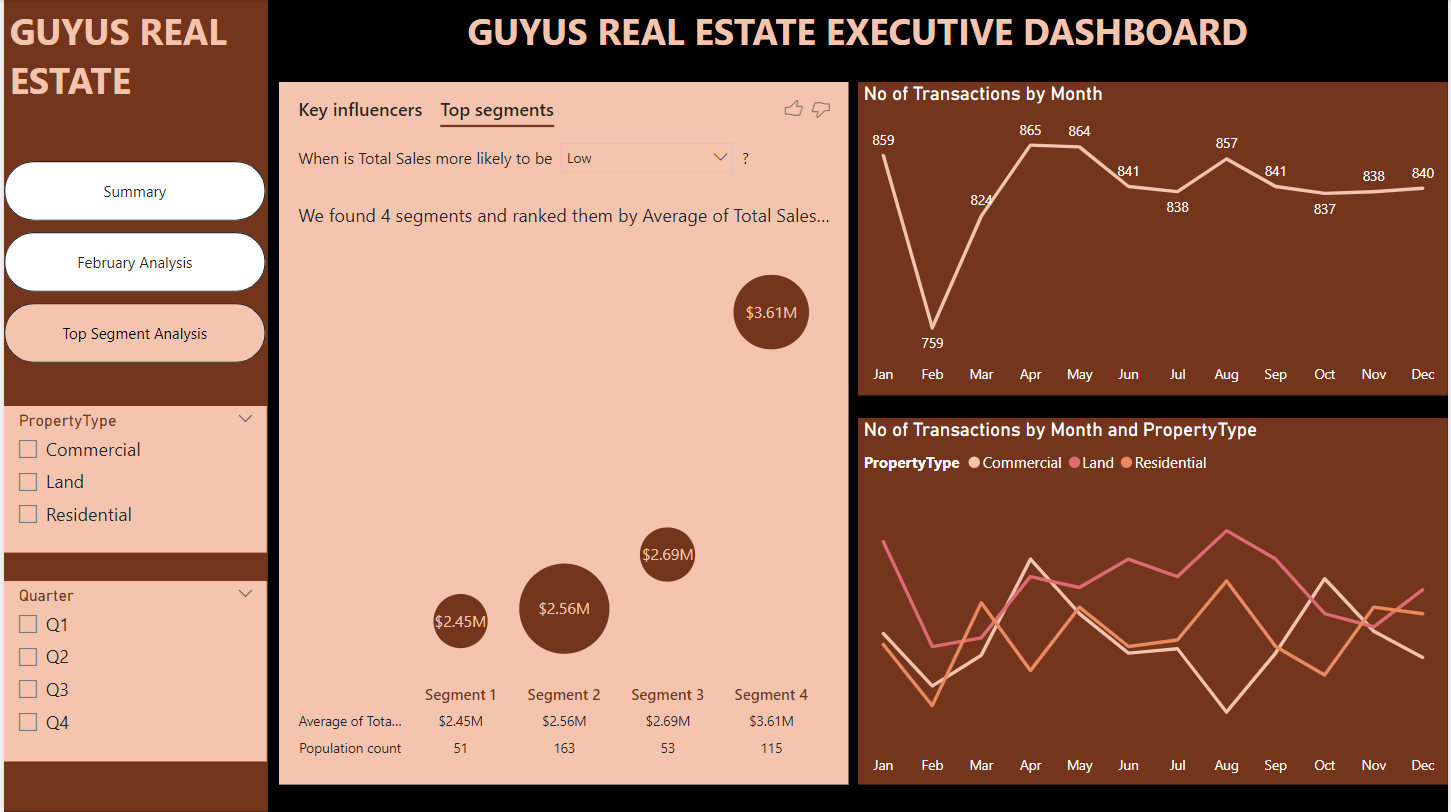 GUYUS REAL
ESTATE
GUYUS REAL ESTATE EXECUTIVE DASHBOARD
Summary
February Analysis
Top Segment Analysis
PropertyType
Commercial
Land
Residential
Quarter
Q1
Q2
Q3
Q4
Key influencers Top segments
When is Total Sales more likely to be Low ?
We found 4 segments and ranked them by Average of Total Sales...
$3.61M
$2.69M
$2.56M
$2.45M
Segment 1 Segment 2 Segment 3 Segment 4
Average of Tota... $2.45M $2.56M $2.69M $3.61M
Population count 51 163 53 115
No of Transactions by Month
859 759 824 865 864 841 838 857 841 837 838 840
Jan Feb Mar Apr May Jun Jul Aug Sep Oct Nov Dec
No of Transactions by Month and PropertyType
PropertyType Commercial Land Residential
Jan Feb Mar Apr May Jun Jul Aug Sep Oct Nov Dec